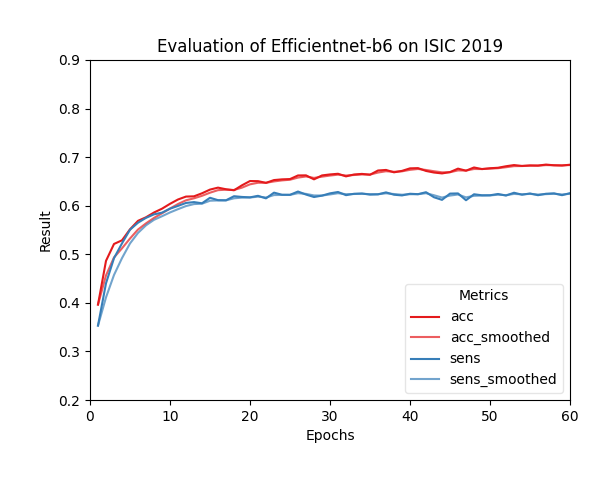 Evaluation of Efficientnet-b6 on ISIC 2019
0.9
0.8
0.7
0.6
0.5
0.4
0.3
0.2
Result
0 10 20 30 40 50 60
Epochs
Metrics
acc
acc_smoothed
sens
sens_smoothed